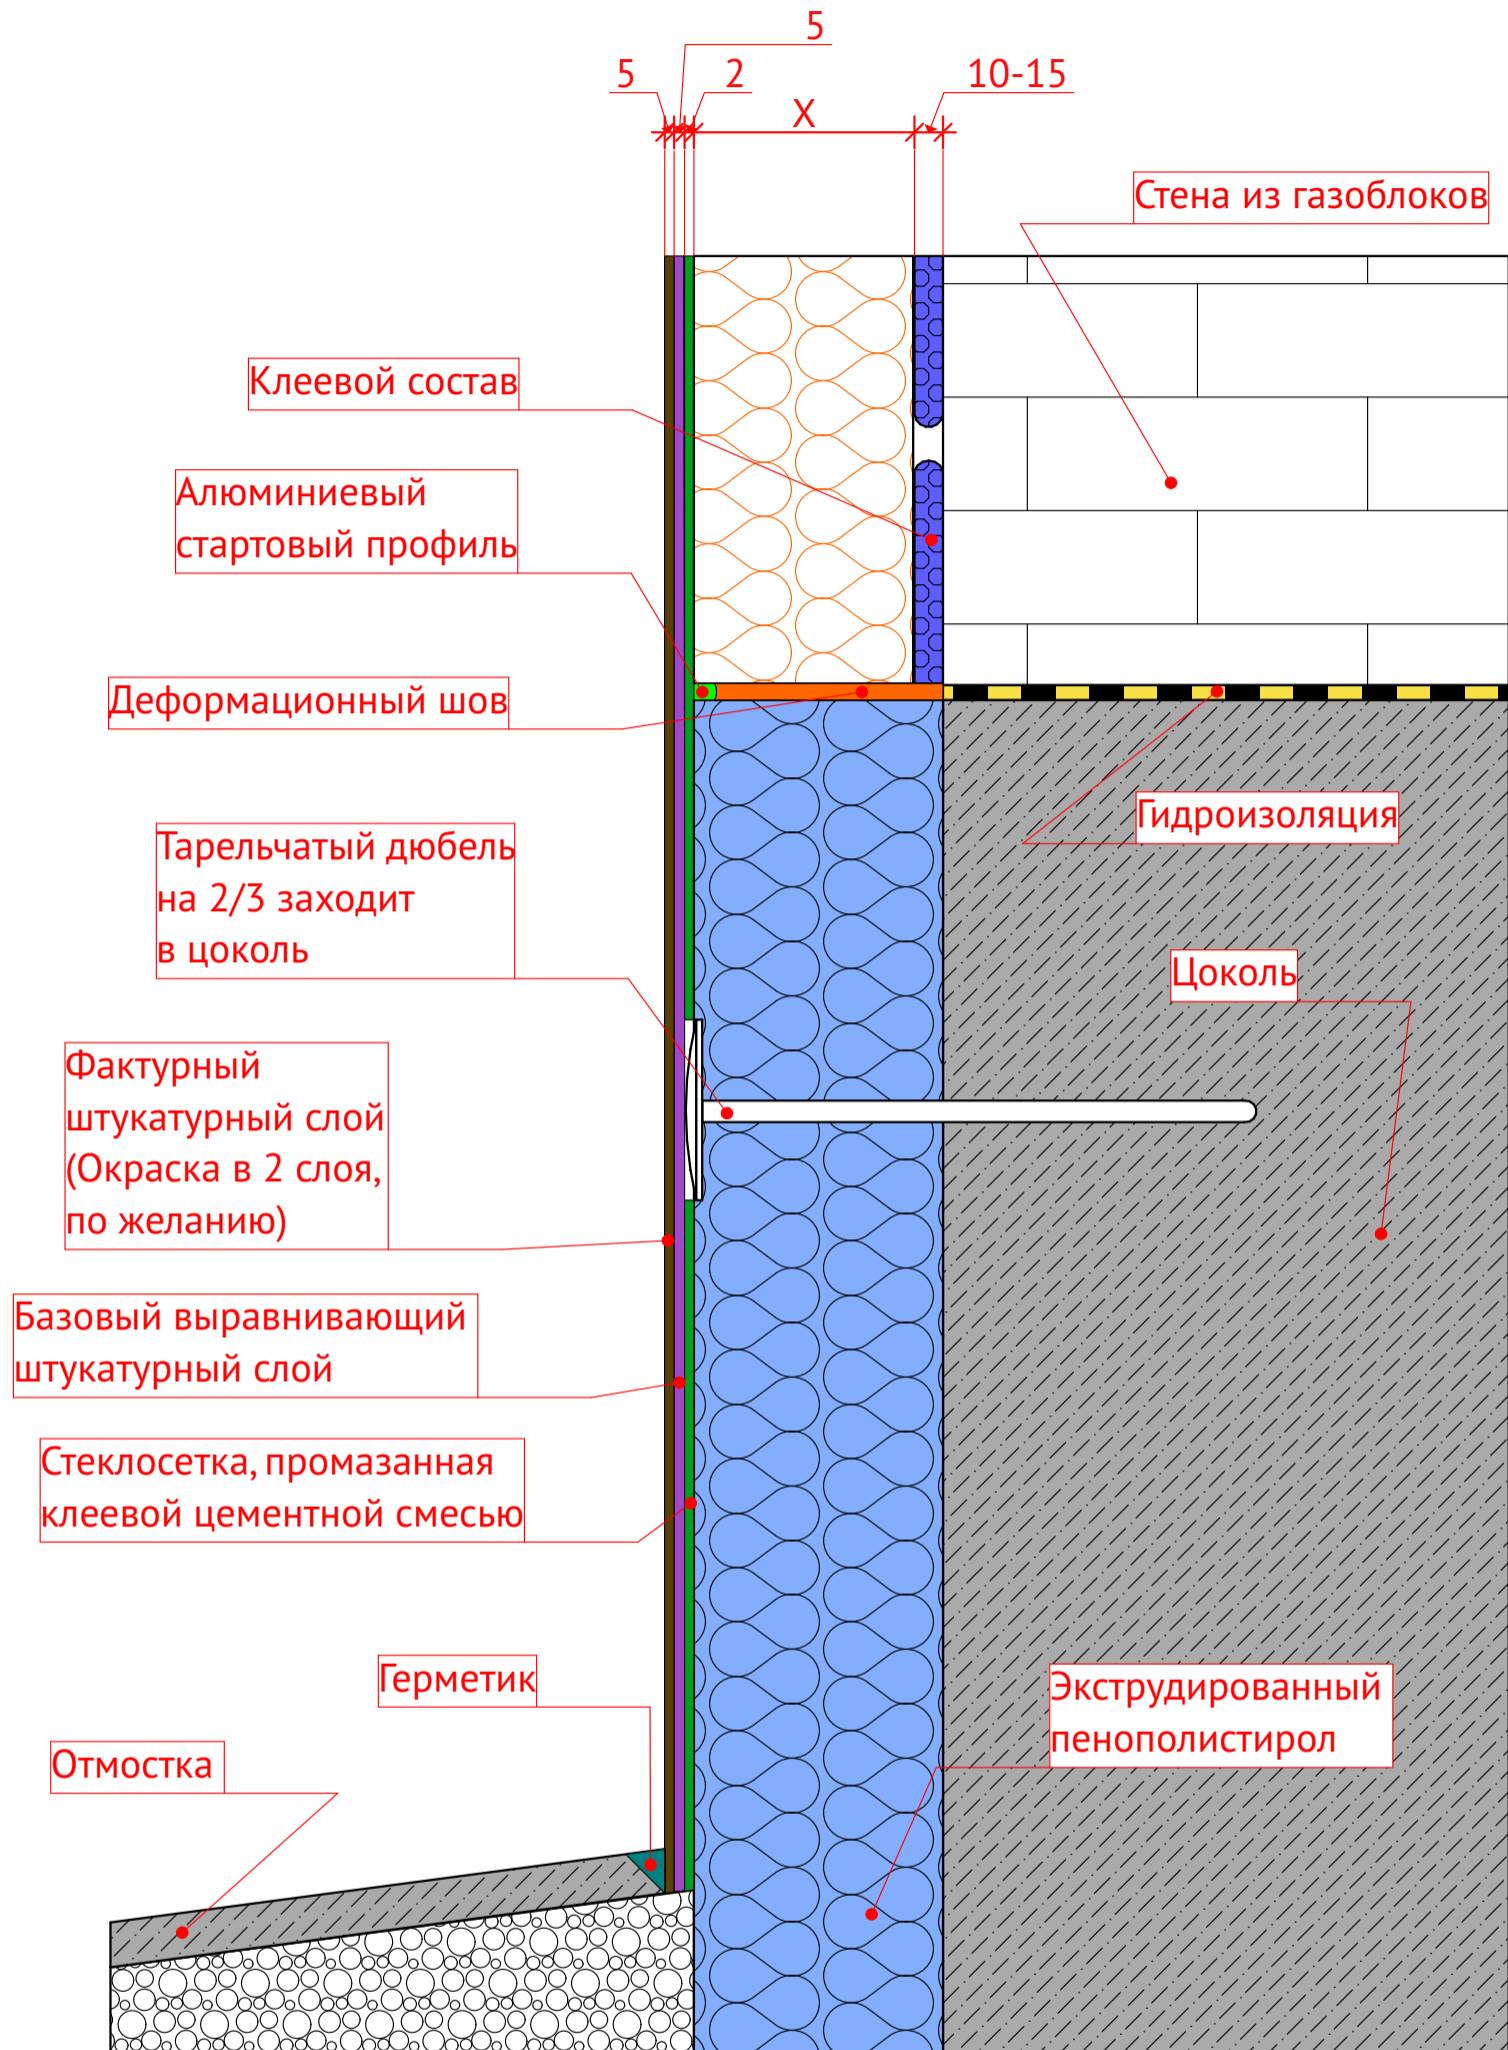 5
5
2
10-15
X
Стена из газоблоков
Клеевой состав
Алюминиевый
стартовый профиль
Деформационный шов
Гидроизоляция
Тарельчатый дюбель
на 2/3 заходит
в цоколь
Цоколь
Фактурный
штукатурный слой
(Окраска в 2 слоя,
по желанию)
Базовый выравнивающий
штукатурный слой
Стеклосетка, промазанная
клеевой цементной смесью
Герметик
Экструдированный
пенополистирол
Отмостка